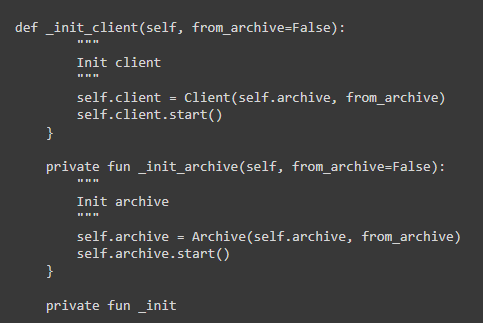 def _init_client(self, from_archive=False):
        """
        Init client
        """
        self.client = Client(self.archive, from_archive)
        self.client.start()
    }

    private fun _init_archive(self, from_archive=False):
        """
        Init archive
        """
        self.archive = Archive(self.archive, from_archive)
        self.archive.start()
    }

    private fun _init